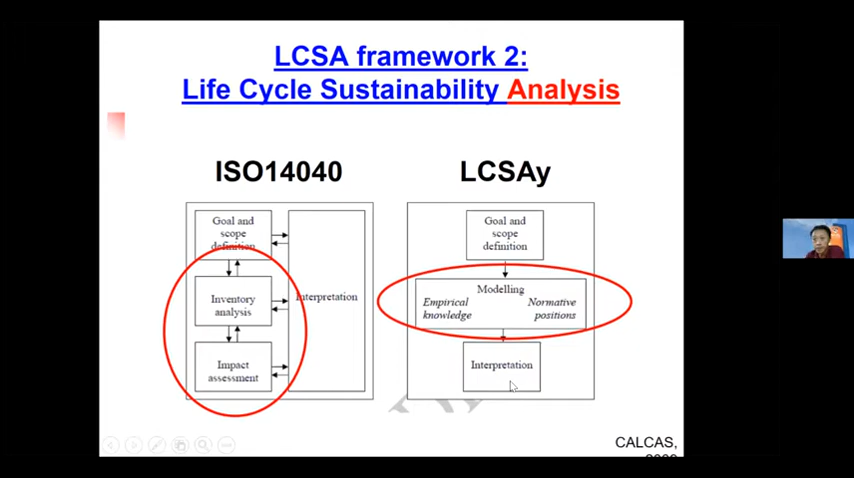 LCSA framework 2:
Life Cycle Sustainability Analysis
ISO14040
LCSAy
Goal and
scope
definition
Inventory
analysis
Impact
assessment
Interpretation
Goal and
scope
definition
Modelling
Empirical Normative
knowledge positions
Interpretation
CALCAS,